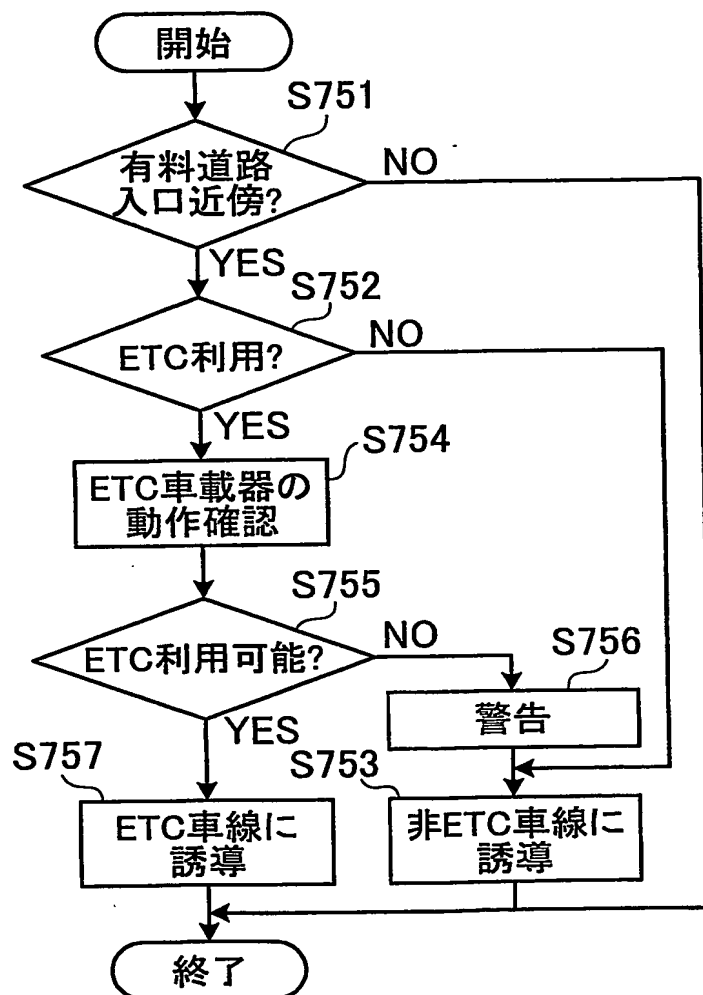 開始
S751
有料道路
入口近傍?
NO
YES
S752
ETC利用?
NO
YES
S754
ETC車載器の
動作確認
S755
ETC利用可能?
NO
S756
警告
YES
S757
ETC車線に
誘導
S753
非ETC車線に
誘導
終了